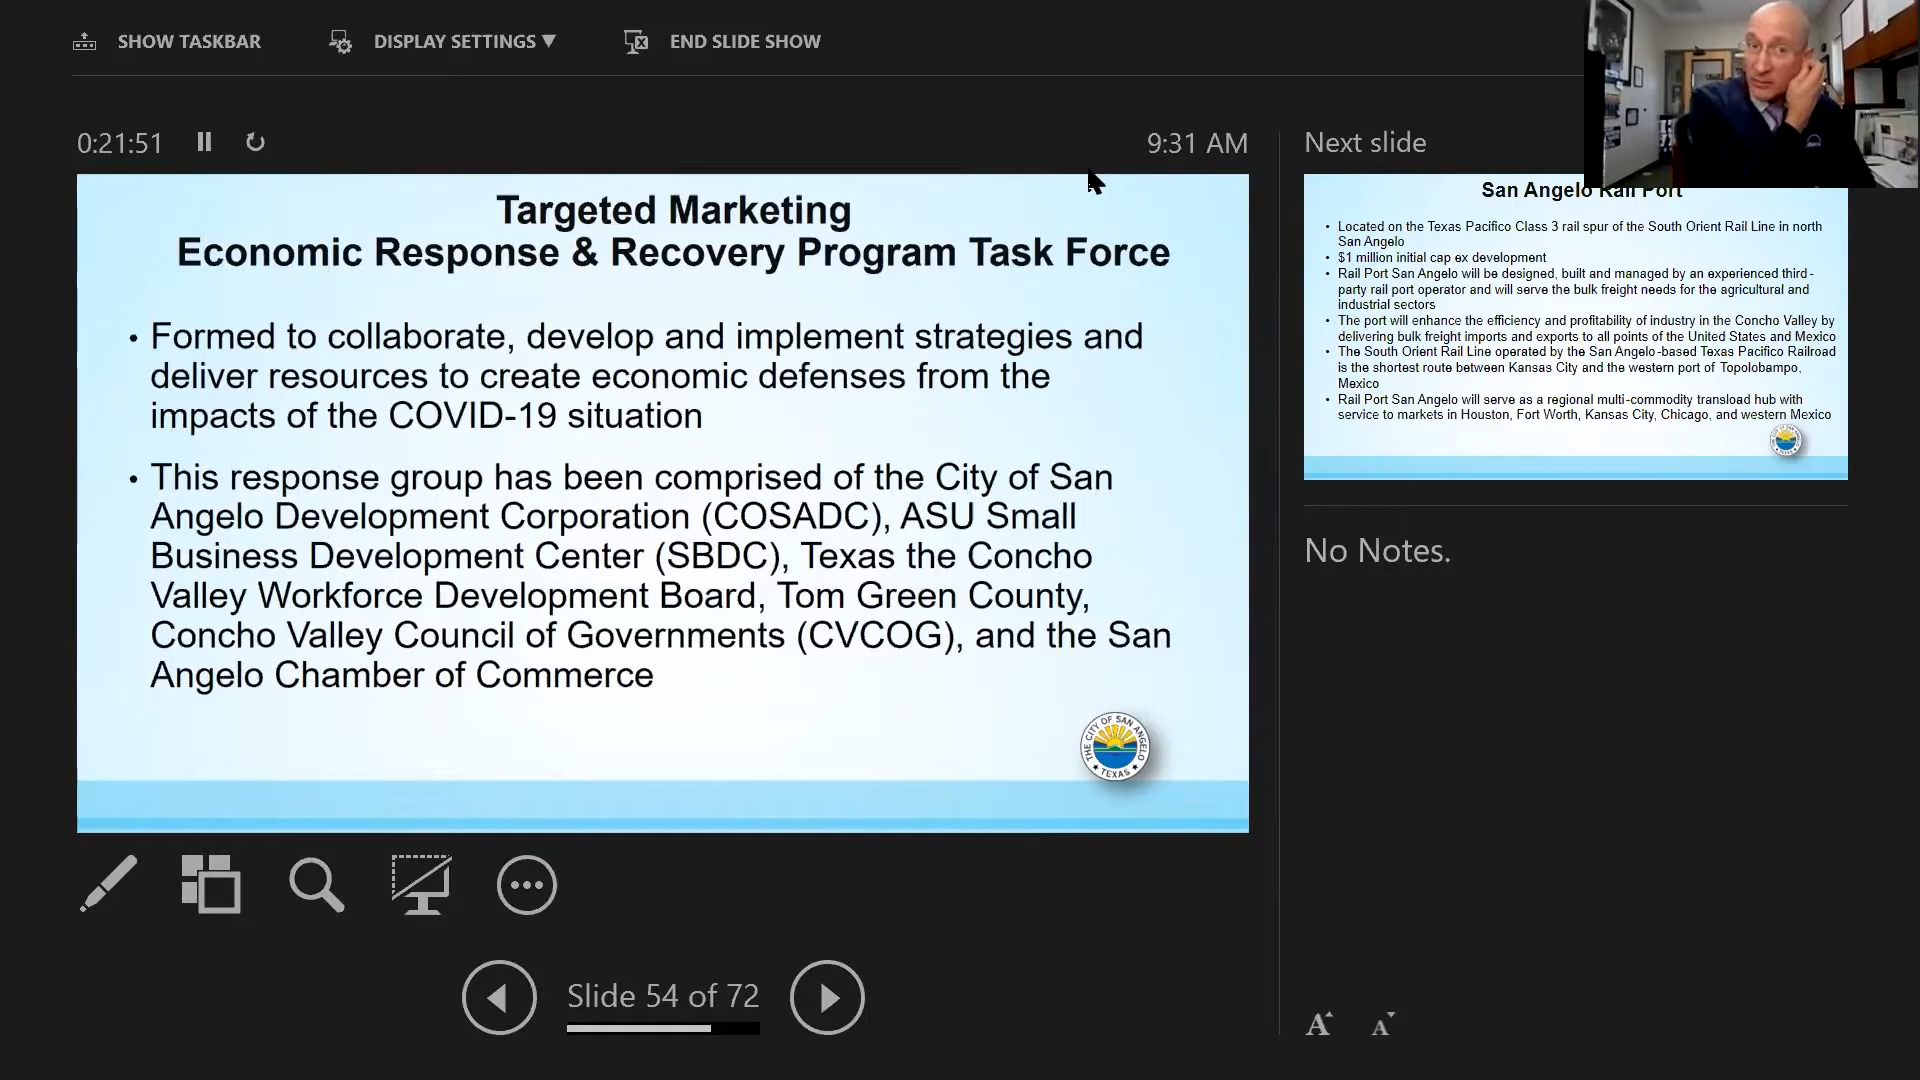 SHOW TASKBAR
DISPLAY SETTINGS ▼
END SLIDE SHOW
0:21:51
9:31 AM
Next slide
Targeted Marketing
Economic Response & Recovery Program Task Force
• Formed to collaborate, develop and implement strategies and
deliver resources to create economic defenses from the
impacts of the COVID-19 situation
• This response group has been comprised of the City of San
Angelo Development Corporation (COSADC), ASU Small
Business Development Center (SBDC), Texas the Concho
Valley Workforce Development Board, Tom Green County,
Concho Valley Council of Governments (CVCOG), and the San
Angelo Chamber of Commerce
THE CITY OF SAN ANGELO
TEXAS
San Angelo Rail Port
• Located on the Texas Pacifico Class 3 rail spur of the South Orient Rail Line in north
San Angelo
• $1 million initial cap ex development
• Rail Port San Angelo will be designed, built and managed by an experienced third-
party rail port operator and will serve the bulk freight needs for the agricultural and
industrial sectors
• The port will enhance the efficiency and profitability of industry in the Concho Valley by
delivering bulk freight imports and exports to all points of the United States and Mexico
• The South Orient Rail Line operated by the San Angelo-based Texas Pacifico Railroad
is the shortest route between Kansas City and the western port of Topolobampo,
Mexico
• Rail Port San Angelo will serve as a regional multi-commodity transload hub with
service to markets in Houston, Fort Worth, Kansas City, Chicago, and western Mexico
No Notes.
Slide 54 of 72
A A